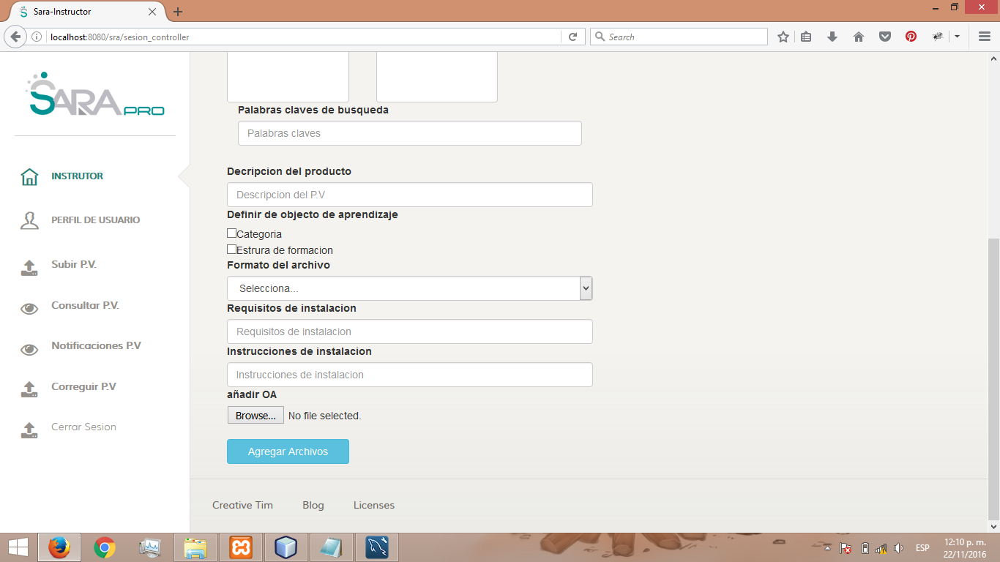 Sara-Instructor
localhost:8080/sra/sesion_controller
Search
SARA PRO
INSTRUTOR
PERFIL DE USUARIO
Subir P.V.
Consultar P.V.
Notificaciones P.V
Correguir P.V
Cerrar Sesion
Palabras claves de busqueda
Palabras claves
Decripcion del producto
Descripcion del P.V
Definir de objecto de aprendizaje
Categoria
Estrura de formacion
Formato del archivo
Selecciona...
Requisitos de instalacion
Requisitos de instalacion
Instrucciones de instalacion
Instrucciones de instalacion
añadir OA
Browse... No file selected.
Agregar Archivos
Creative Tim Blog Licenses
ESP
12:10 p. m.
22/11/2016